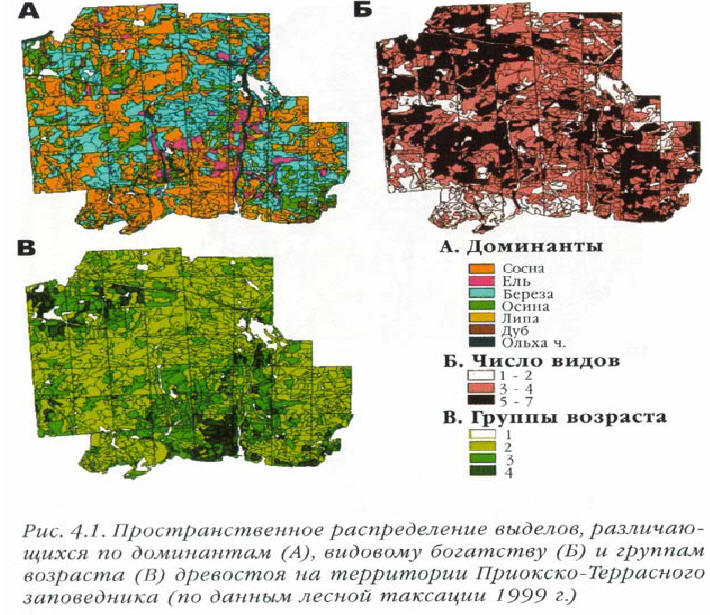 А
Б
В
А. Доминанты
Сосна
Ель
Береза
Осина
Липа
Дуб
Ольха ч.
Б. Число видов
1 - 2
3 - 4
5 - 7
В. Группы возраста
1
2
3
4
Рис. 4.1. Пространственное распределение выделов, различаю-
щихся по доминантам (А), видовому богатству (Б) и группам
возраста (В) древостоя на территории Приокско-Террасного
заповедника (по данным лесной таксации 1999 г.)